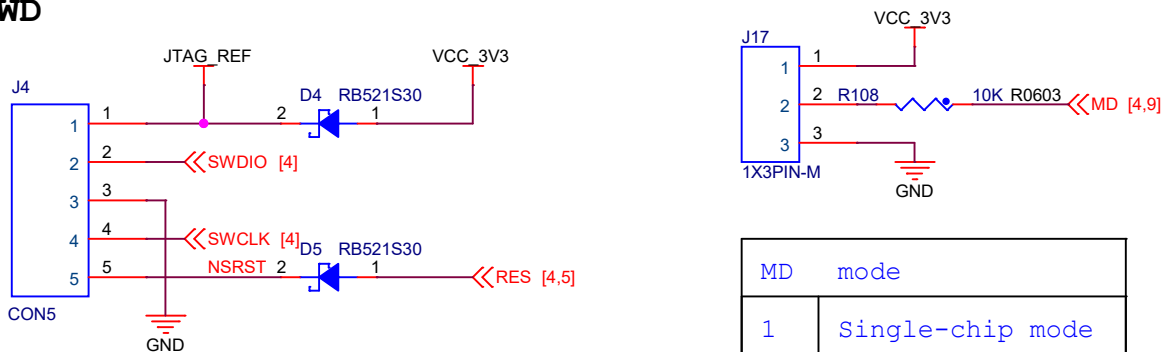 WD
J4
JTAG_REF
VCC_3V3
D4 RB521S30
1 1 2 1
2 2 SWDIO [4]
3 3
4 4 SWCLK [4]
D5 RB521S30
5 5 NSRST 2 1 RES [4,5]
CON5
GND
VCC_3V3
J17
1 1
2 2 R108 10K R0603 MD [4,9]
3 3
1X3PIN-M
GND
MD mode
1 Single-chip mode